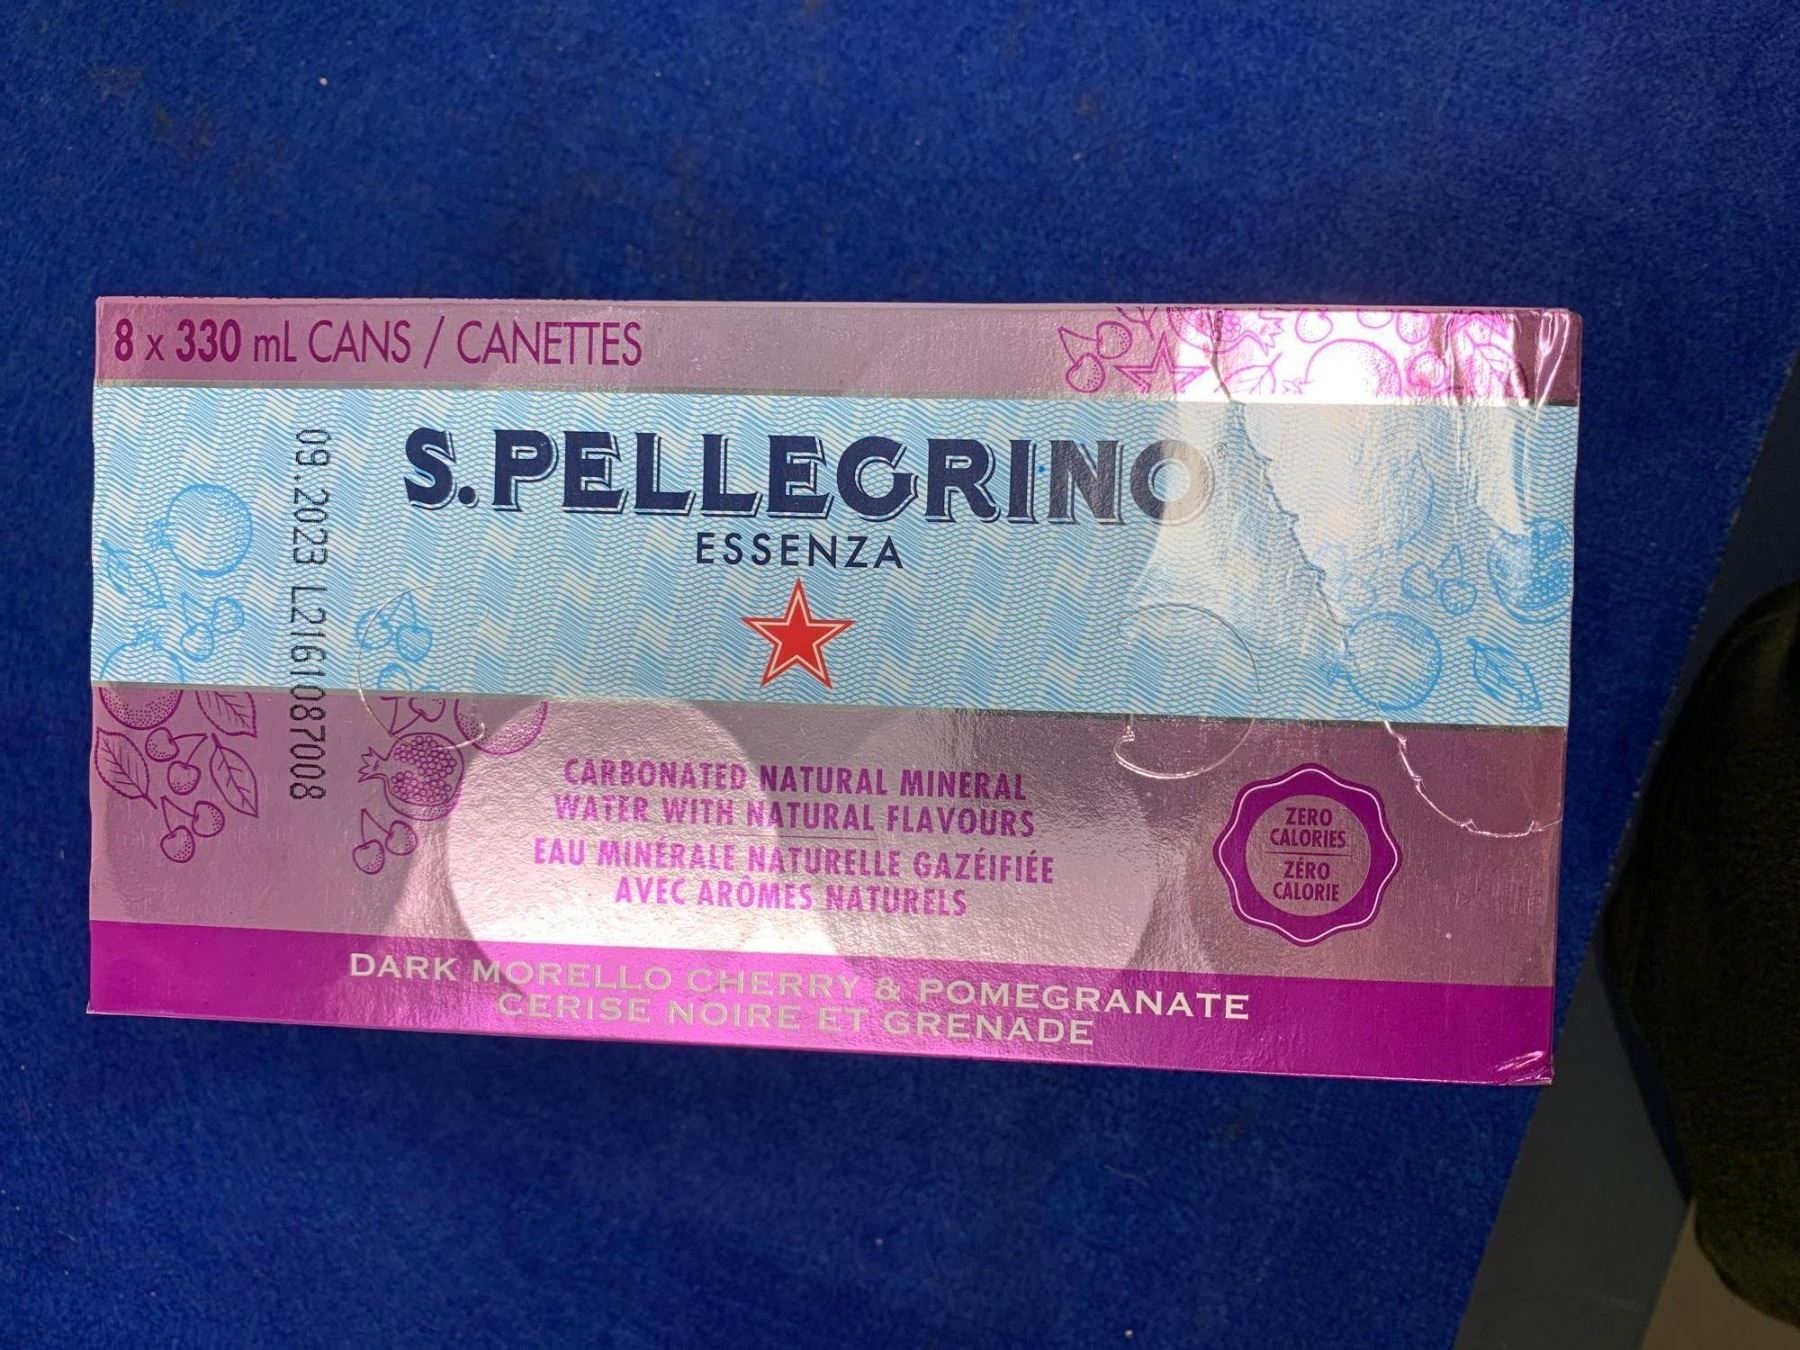 8 x 330 mL CANS / CANETTES
S.PELLEGRINO
ESSENZA
09.2023 L2161087008
CARBONATED NATURAL MINERAL
WATER WITH NATURAL FLAVOURS
EAU MINÉRALE NATURELLE GAZÉIFIÉE
AVEC ARÔMES NATURELS
ZERO
CALORIES
ZÉRO
CALORIE
DARK MORELLO CHERRY & POMEGRANATE
CERISE NOIRE ET GRENADE